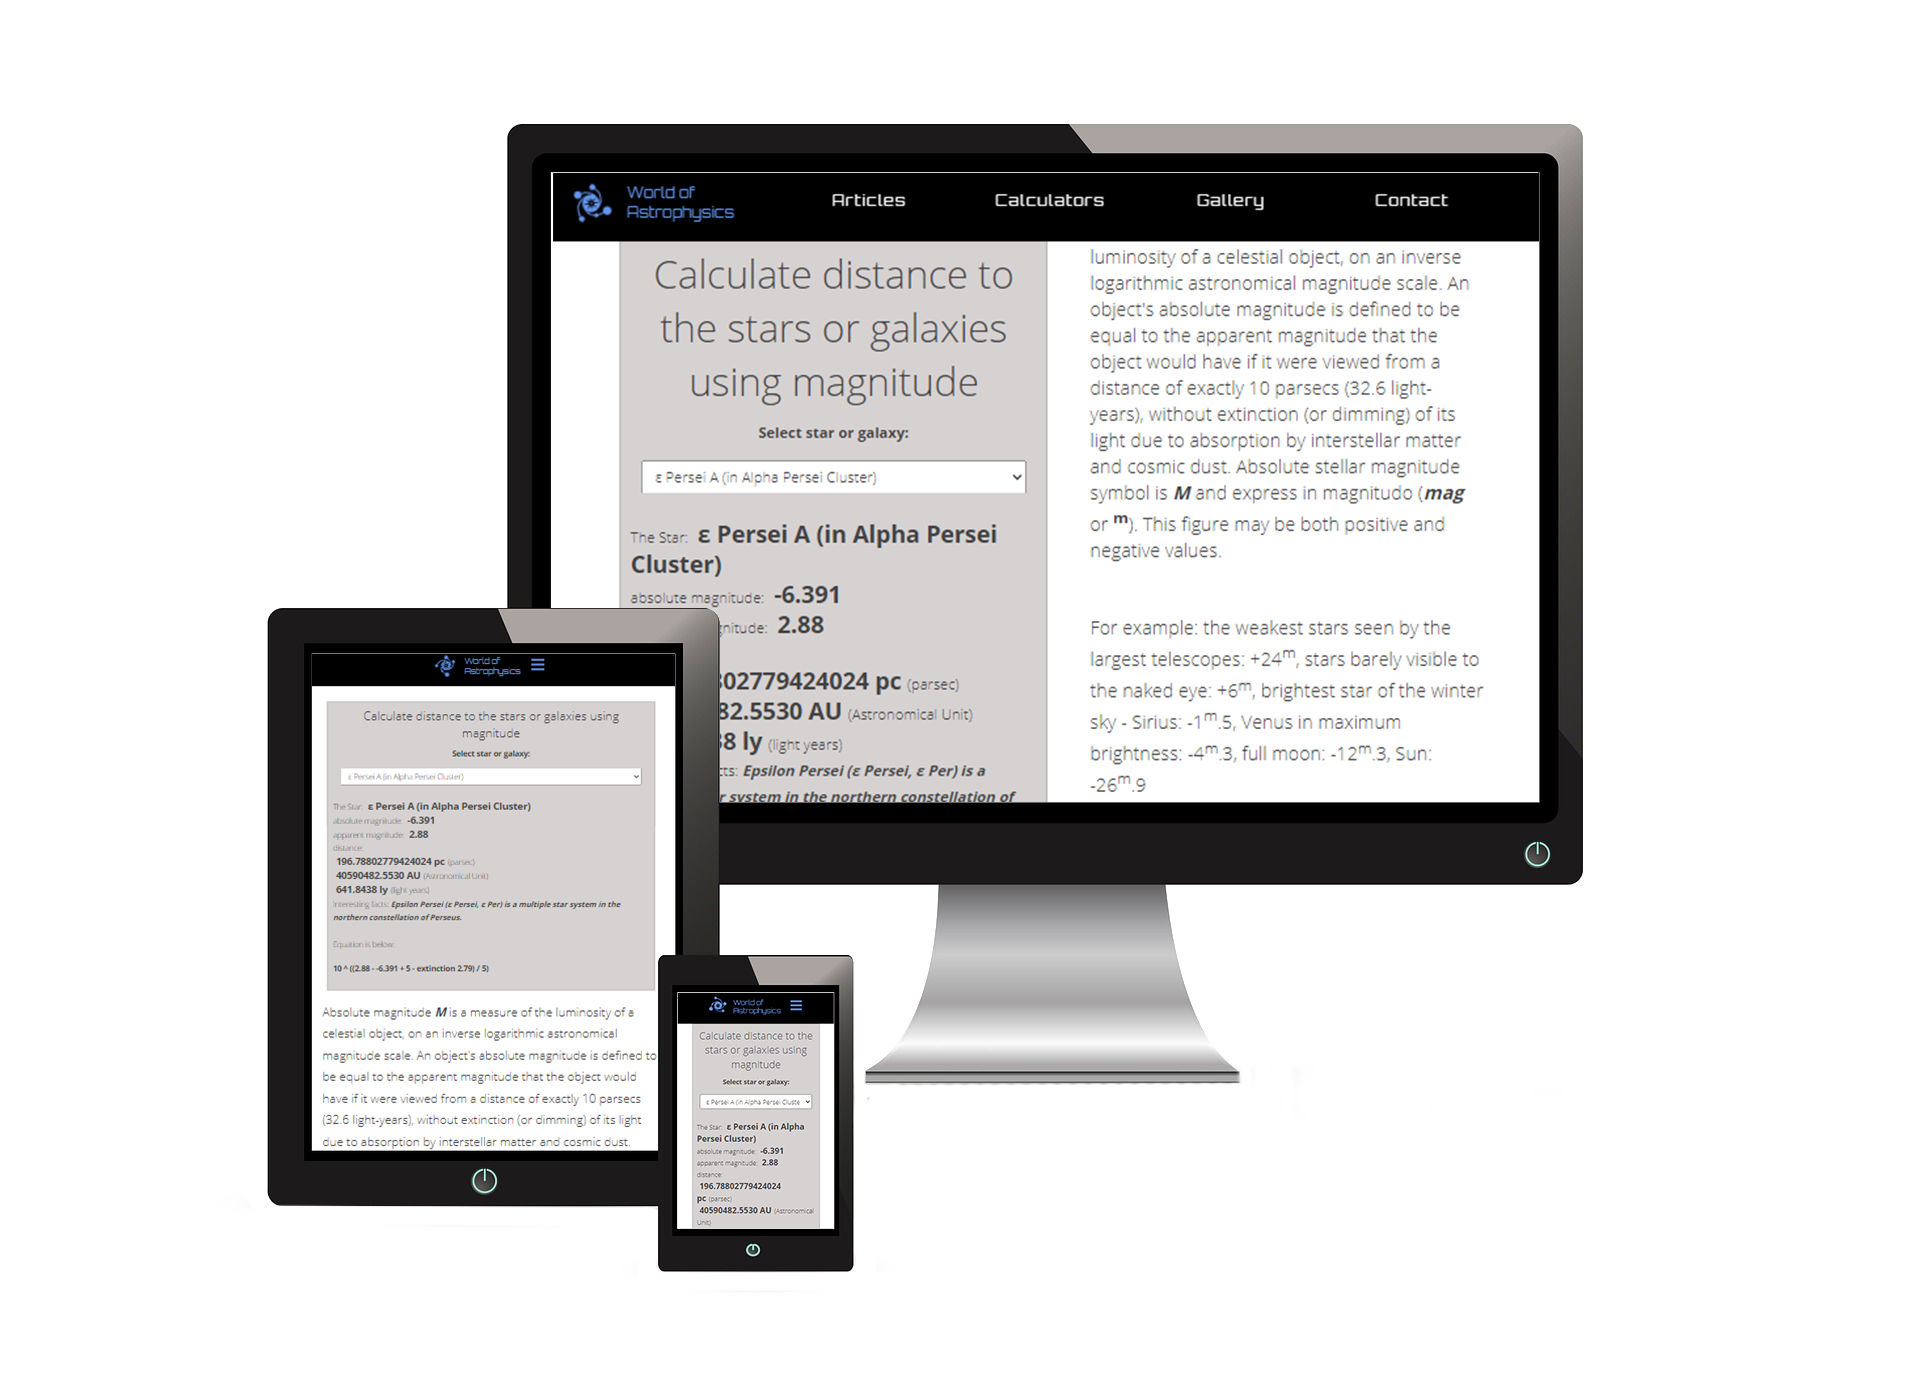 World of
Astrophysics
Articles
Calculators
Gallery
Contact
Calculate distance to
the stars or galaxies
using magnitude
Select star or galaxy:
ε Persei A (in Alpha Persei Cluster)
The Star: ε Persei A (in Alpha Persei
Cluster)
absolute magnitude: -6.391
gnitude: 2.88
802779424024 pc (parsec)
82.5530 AU (Astronomical Unit)
38 ly (light years)
cts: Epsilon Persei (ε Persei, ε Per) is a
r system in the northern constellation of
luminosity of a celestial object, on an inverse
logarithmic astronomical magnitude scale. An
object's absolute magnitude is defined to be
equal to the apparent magnitude that the
object would have if it were viewed from a
distance of exactly 10 parsecs (32.6 light-
years), without extinction (or dimming) of its
light due to absorption by interstellar matter
and cosmic dust. Absolute stellar magnitude
symbol is M and express in magnitudo (mag
or m). This figure may be both positive and
negative values.
For example: the weakest stars seen by the
largest telescopes: +24m, stars barely visible to
the naked eye: +6m, brightest star of the winter
sky - Sirius: -1m.5, Venus in maximum
brightness: -4m.3, full moon: -12m.3, Sun:
-26m.9
World of
Astrophysics
Calculate distance to the stars or galaxies using
magnitude
Select star or galaxy:
ε Persei A (in Alpha Persei Cluster)
The Star: ε Persei A (in Alpha Persei Cluster)
absolute magnitude: -6.391
apparent magnitude: 2.88
distance:
196.78802779424024 pc (parsec)
40590482.5530 AU (Astronomical Unit)
641.8438 ly (light years)
Interesting facts: Epsilon Persei (ε Persei, ε Per) is a multiple star system in the
northern constellation of Perseus.
Equation is below:
10 ^ ((2.88 - -6.391 + 5 - extinction 2.79) / 5)
Absolute magnitude M is a measure of the luminosity of a
celestial object, on an inverse logarithmic astronomical
magnitude scale. An object's absolute magnitude is defined to
be equal to the apparent magnitude that the object would
have if it were viewed from a distance of exactly 10 parsecs
(32.6 light-years), without extinction (or dimming) of its light
due to absorption by interstellar matter and cosmic dust.
World of
Astrophysics
Calculate distance to the
stars or galaxies using
magnitude
Select star or galaxy:
ε Persei A (in Alpha Persei Cluste
The Star: ε Persei A (in Alpha
Persei Cluster)
absolute magnitude: -6.391
apparent magnitude: 2.88
distance:
196.78802779424024
pc (parsec)
40590482.5530 AU (Astronomical
Unit)